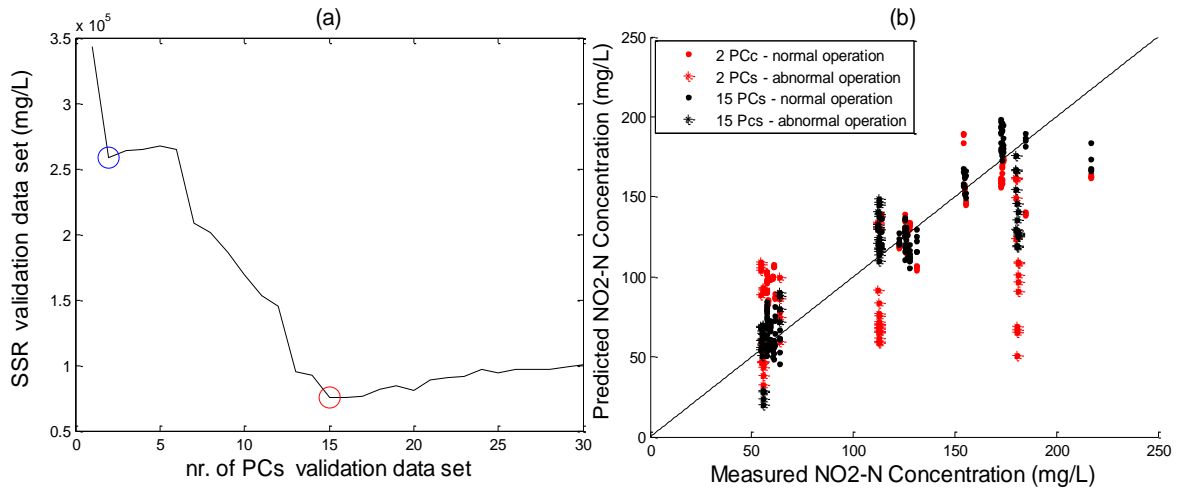 (a)
x 10^5
3.5
3
2.5
2
1.5
1
0.5
0
5
10
15
20
25
30
SSR validation data set (mg/L)
nr. of PCs validation data set
(b)
250
200
150
100
50
0
0
50
100
150
200
250
Predicted NO2-N Concentration (mg/L)
Measured NO2-N Concentration (mg/L)
2 PCc - normal operation
2 PCs - abnormal operation
15 PCs - normal operation
15 Pcs - abnormal operation